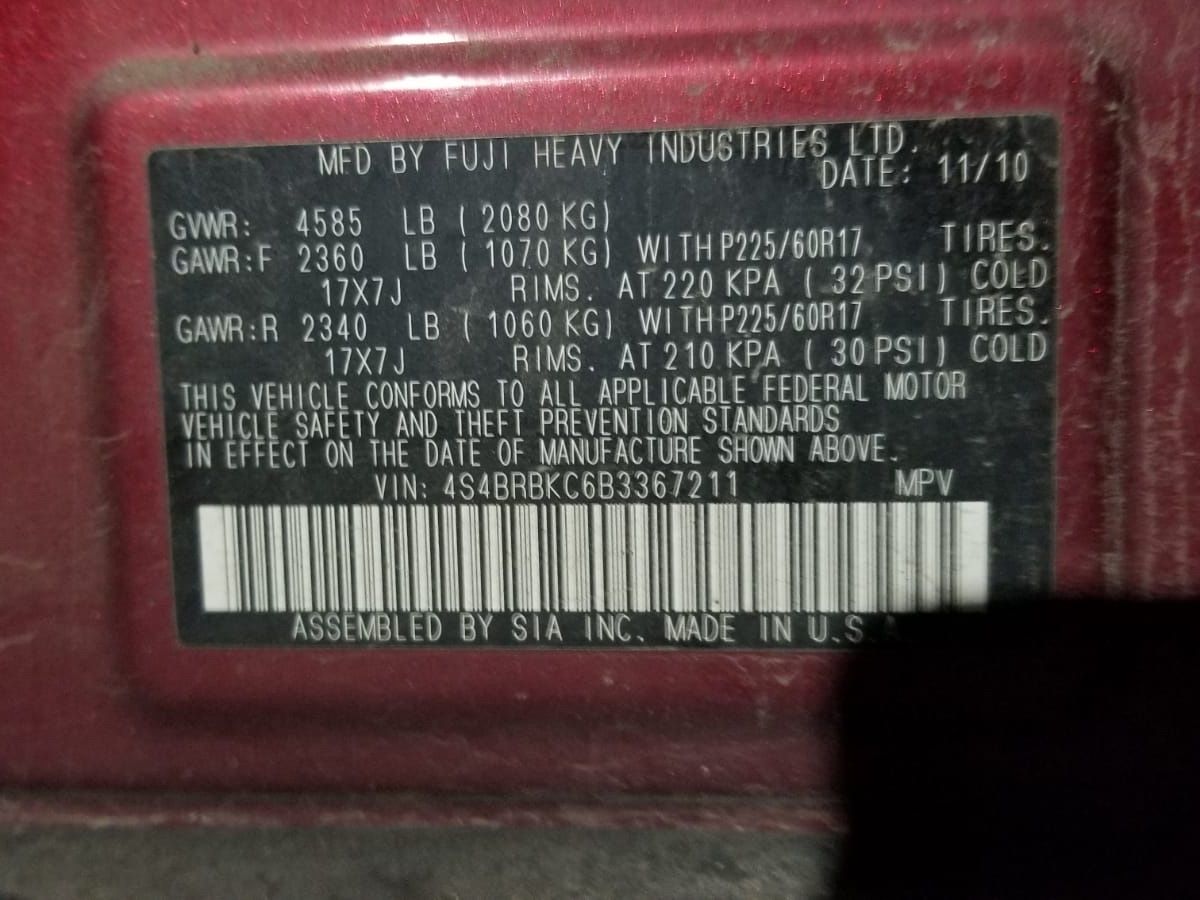 MFD BY FUJI HEAVY INDUSTRIES LTD.
DATE: 11/10
GVWR: 4585 LB ( 2080 KG)
GAWR:F 2360 LB ( 1070 KG) WITH P225/60R17 TIRES.
17X7J RIMS. AT 220 KPA ( 32 PSI) COLD
GAWR:R 2340 LB ( 1060 KG) WITH P225/60R17 TIRES.
17X7J RIMS. AT 210 KPA ( 30 PSI) COLD
THIS VEHICLE CONFORMS TO ALL APPLICABLE FEDERAL MOTOR
VEHICLE SAFETY AND THEFT PREVENTION STANDARDS
IN EFFECT ON THE DATE OF MANUFACTURE SHOWN ABOVE.
VIN: 4S4BRBKC6B3367211 MPV
ASSEMBLED BY SIA INC. MADE IN U.S.A